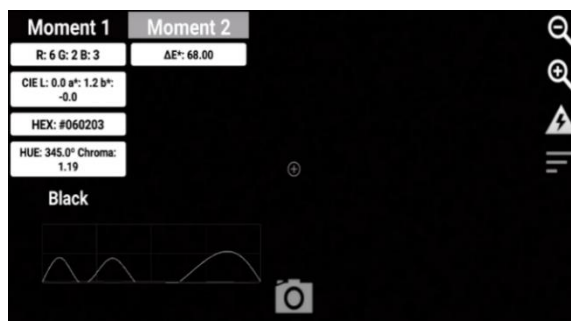 Moment 1
Moment 2
R: 6 G: 2 B: 3
ΔE*: 68.00
CIE L: 0.0 a*: 1.2 b*:
-0.0
HEX: #060203
HUE: 345.0º Chroma:
1.19
Black